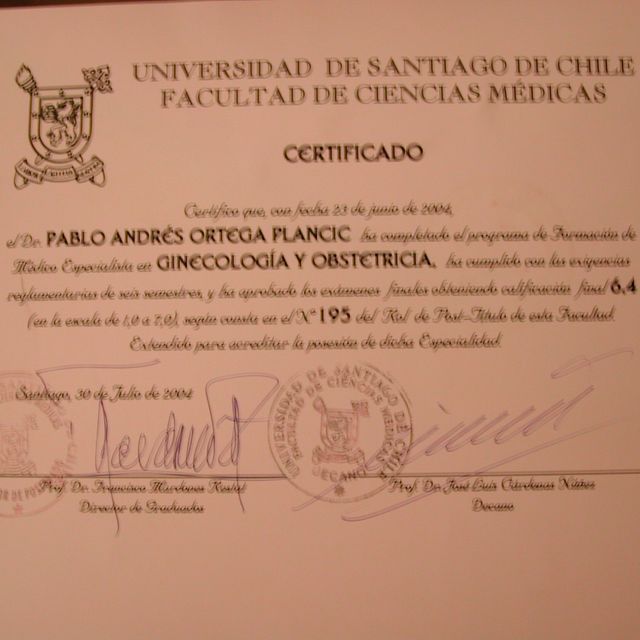 UNIVERSIDAD DE SANTIAGO DE CHILE
FACULTAD DE CIENCIAS MÉDICAS
CERTIFICADO
Certifico que, con fecha 23 de junio de 2004,
el Dr. PABLO ANDRÉS ORTEGA PLANCIC ha completado el programa de Formación de
Médico Especialista en GINECOLOGÍA Y OBSTETRICIA, ha cumplido con las exigencias
reglamentarias de seis semestres, y ha aprobado los exámenes finales obteniendo calificación final 6,4
(en la escala de 1,0 a 7,0), según consta en el N° 195 del Rol de Post-Título de esta Facultad.
Extendido para acreditar la posesión de dicha Especialidad.
Santiago, 30 de Julio de 2004
UNIVERSIDAD DE SANTIAGO DE CHILE
FACULTAD DE CIENCIAS MEDICAS
DECANO
Prof. Dr. Francisco Mardones
Director de Graduados
Prof. Dr. José Luis Cárdenas Núñez
Decano